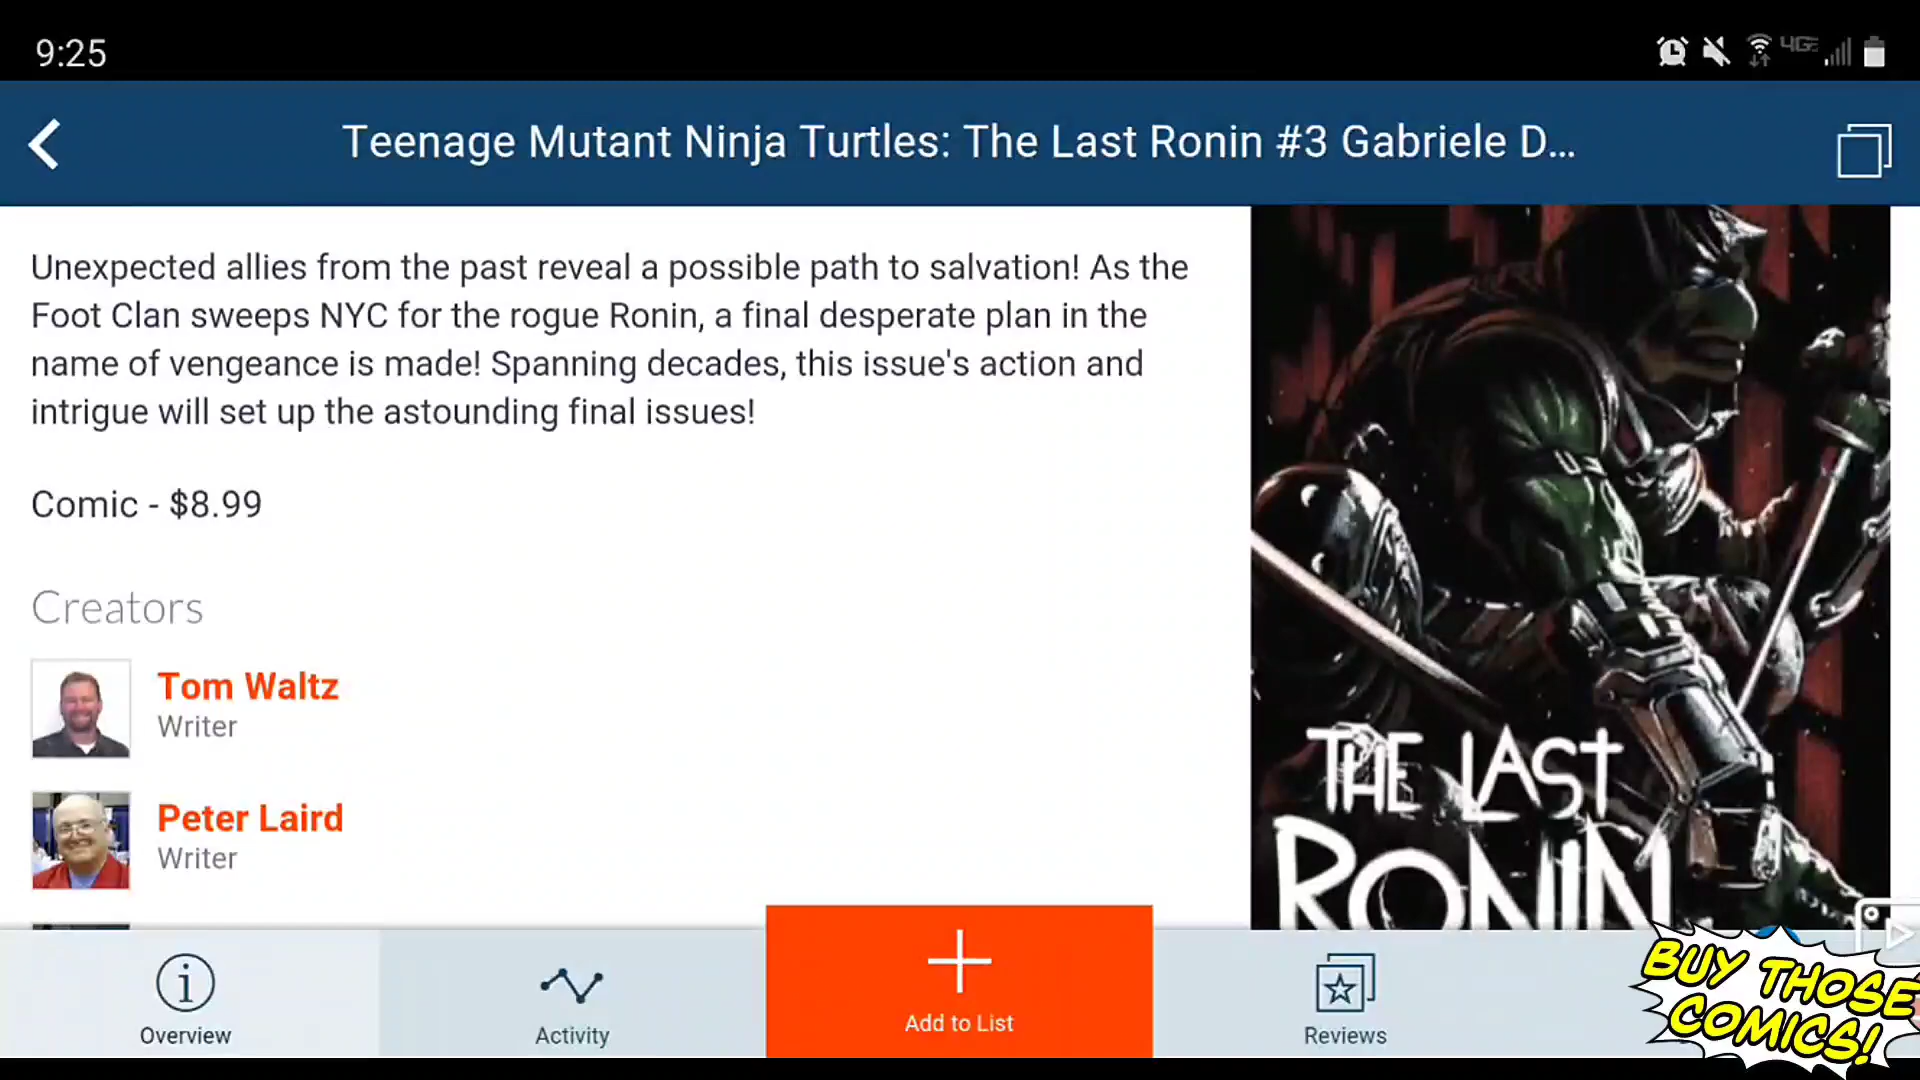 9:25
4GE
Teenage Mutant Ninja Turtles: The Last Ronin #3 Gabriele D...
Unexpected allies from the past reveal a possible path to salvation! As the
Foot Clan sweeps NYC for the rogue Ronin, a final desperate plan in the
name of vengeance is made! Spanning decades, this issue's action and
intrigue will set up the astounding final issues!
Comic - $8.99
Creators
Tom Waltz
Writer
Peter Laird
Writer
THE LAST
RONIN
Overview
Activity
Add to List
Reviews
BUY THOSE
COMICS!